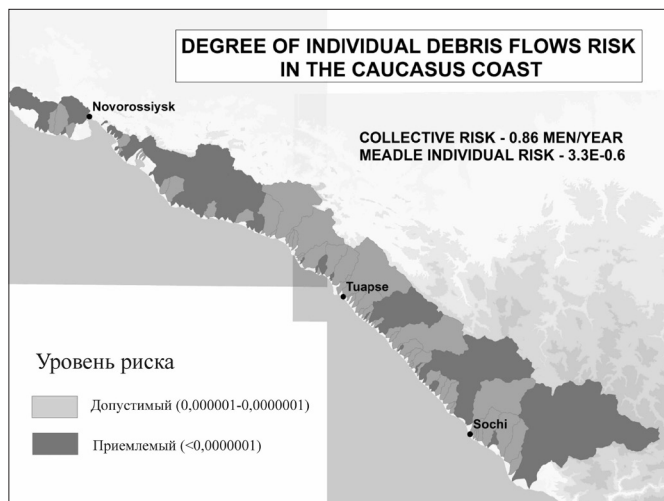 DEGREE OF INDIVIDUAL DEBRIS FLOWS RISK
IN THE CAUCASUS COAST
Novorossiysk
COLLECTIVE RISK - 0.86 MEN/YEAR
MEADLE INDIVIDUAL RISK - 3.3E-0.6
Tuapse
Уровень риска
Допустимый (0,000001-0,0000001)
Приемлемый (<0,0000001)
Sochi